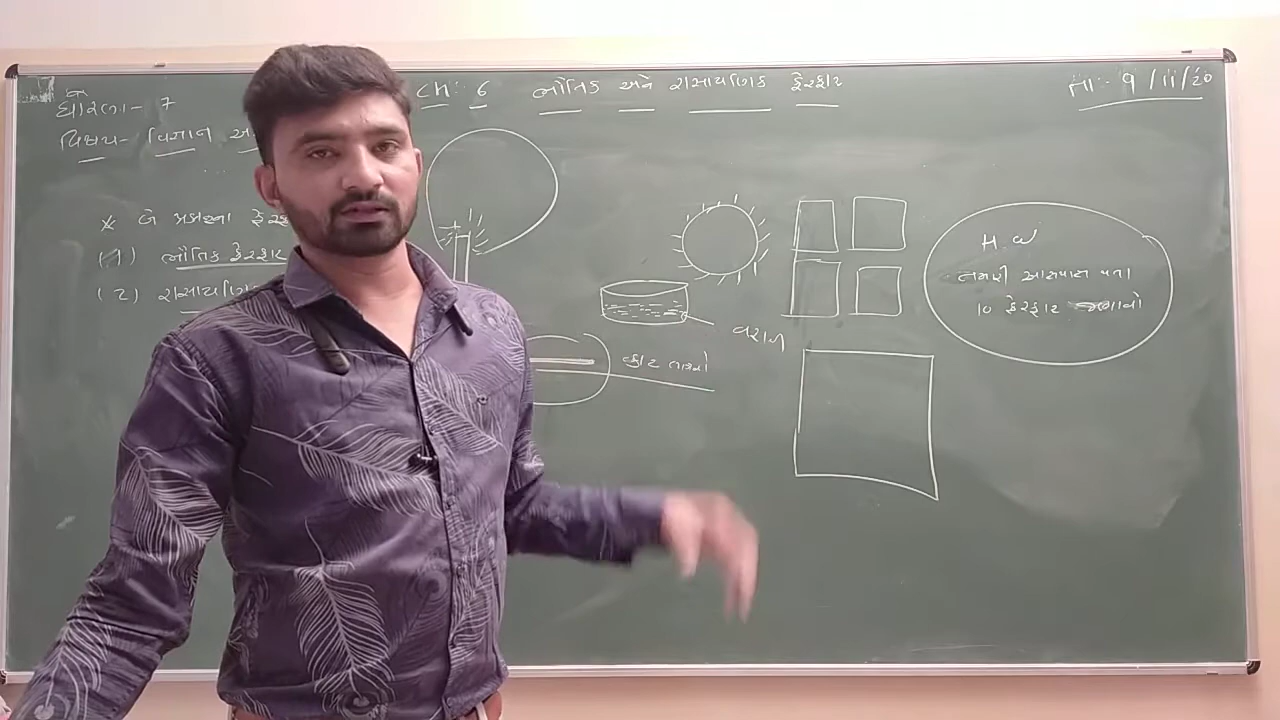 ધોરણ - 7
CH : 6 ભૌતિક અને રાસાયણિક ફેરફાર
તા : 9/11/20
વિષય - વિજ્ઞાન અ
* બે પ્રકારના ફેરફ
(1) ભૌતિક ફેરફાર
(2) રાસાયણિ
વરાળ
કાટ લાગવો
H.W
તમારી આસપાસ થતા
10 ફેરફાર જણાવો